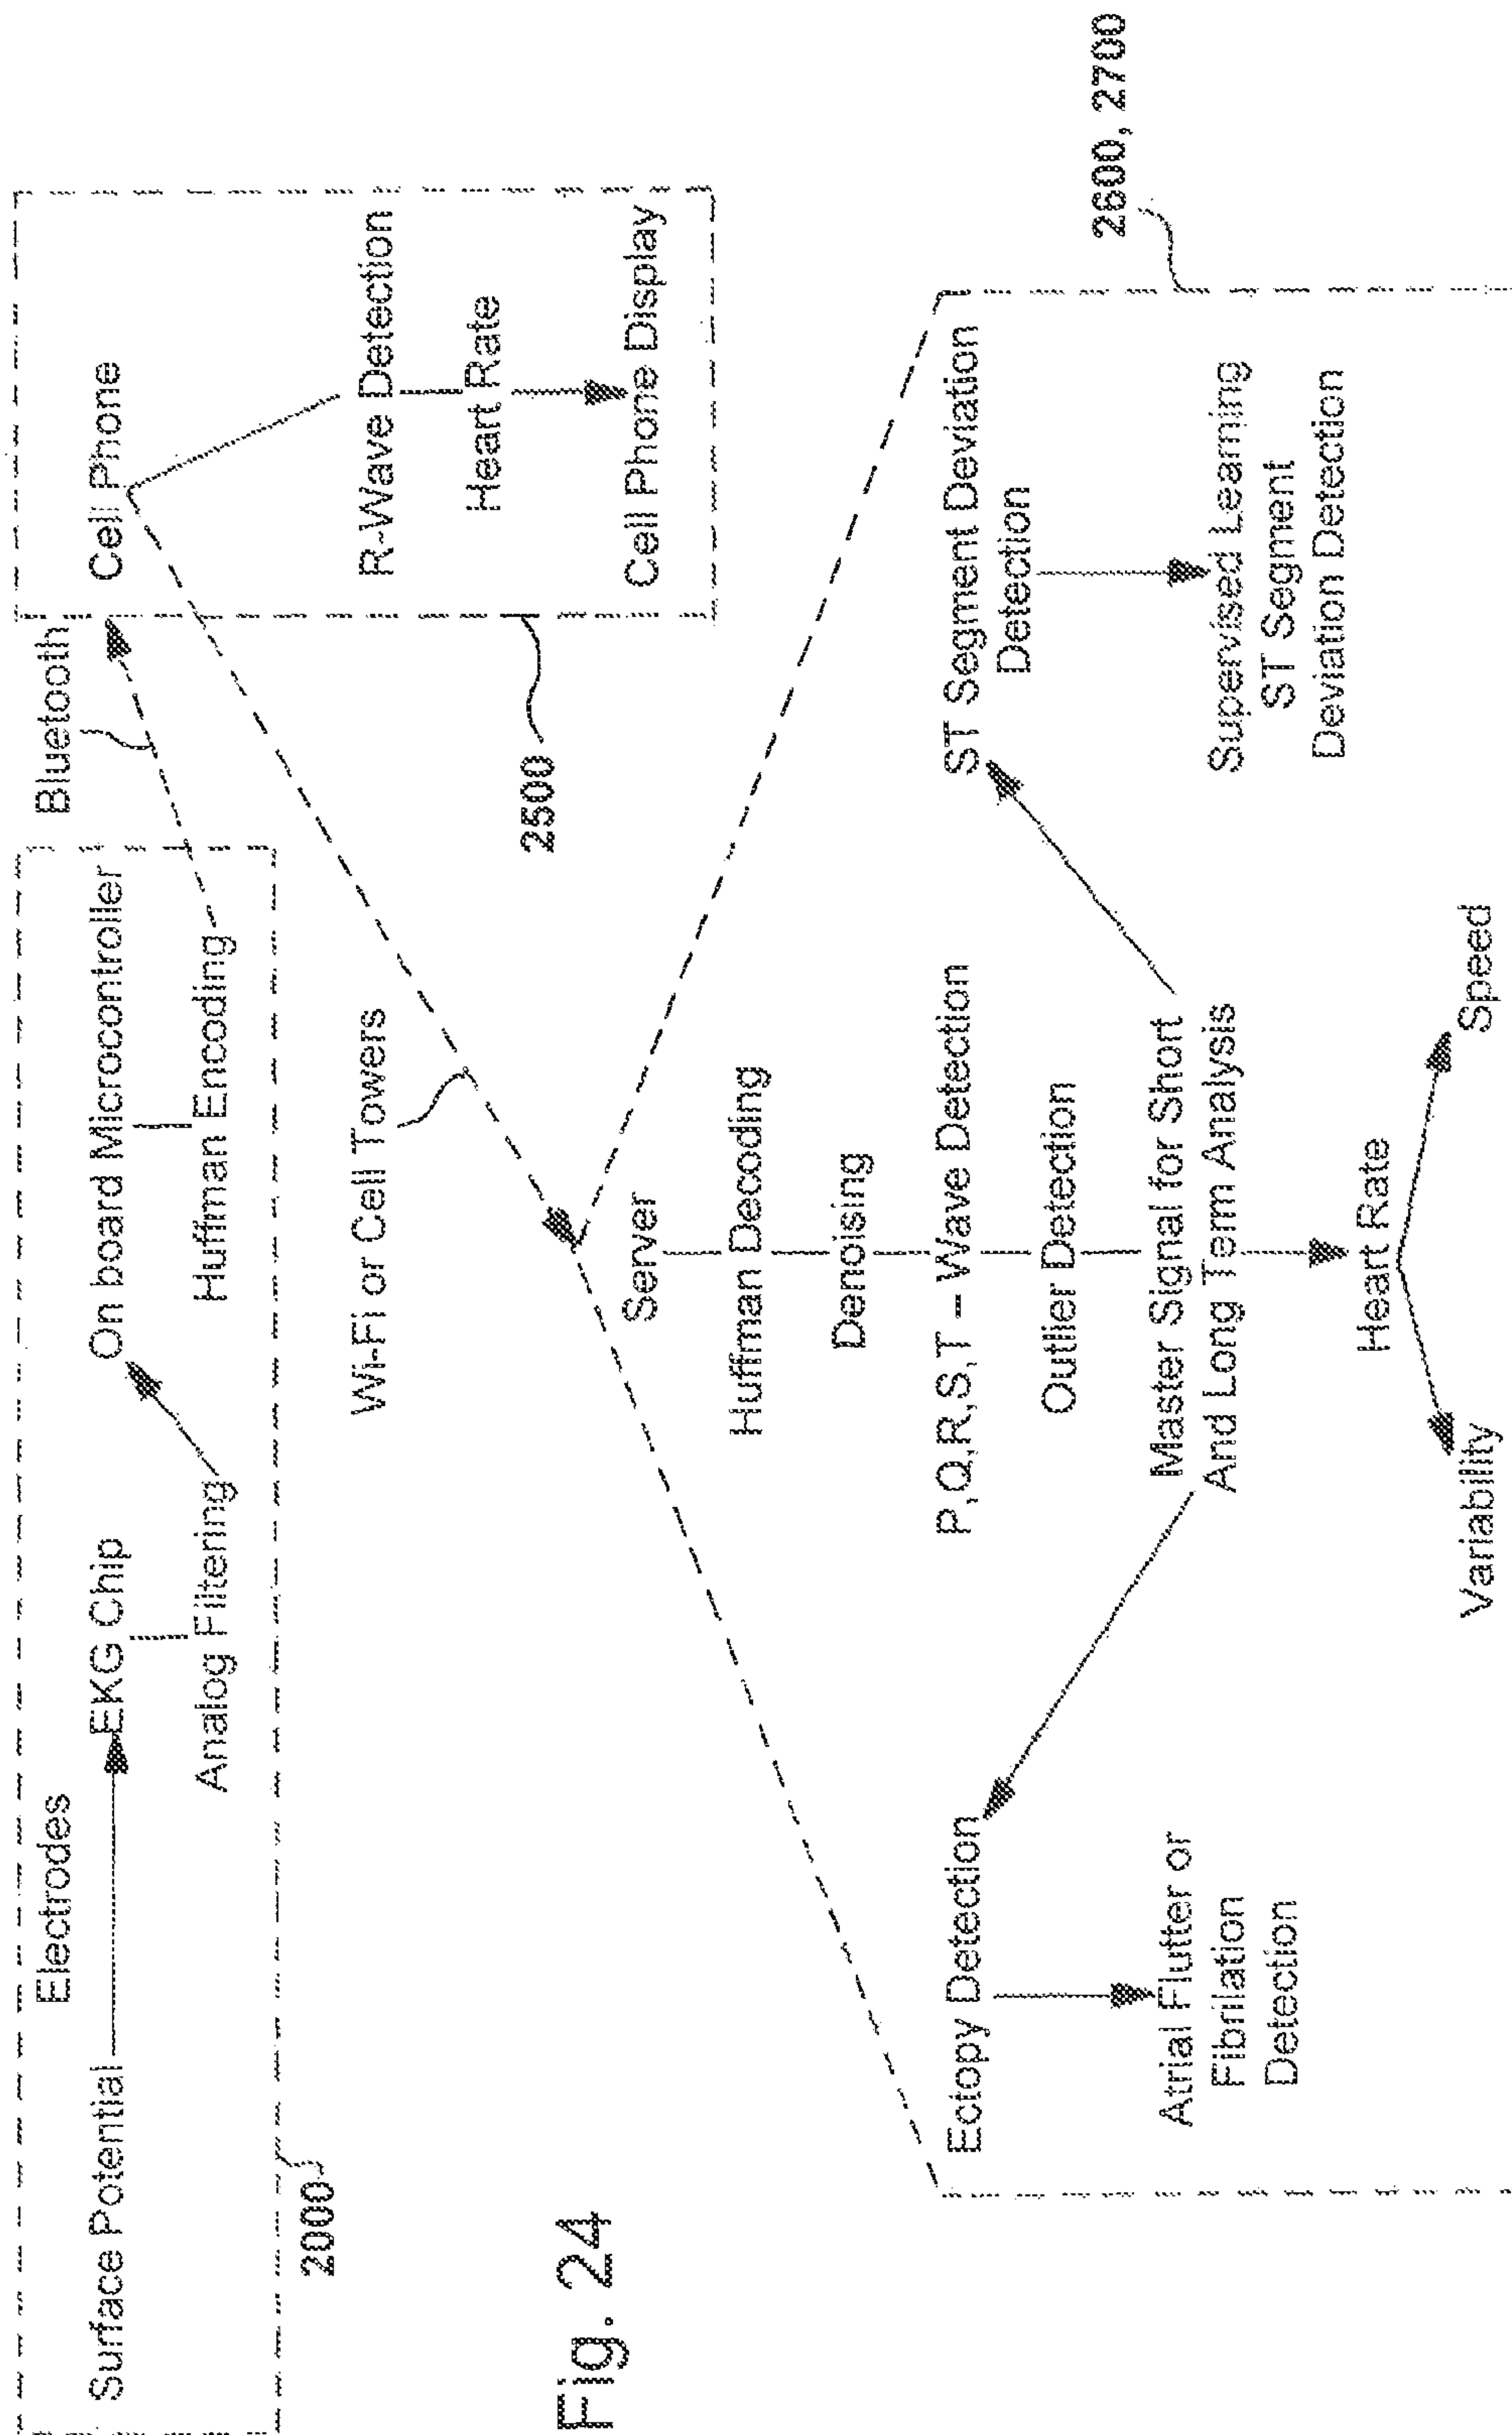 Electrodes
Surface Potential
EKG Chip
Analog Filtering
On board Microcontroller
Huffman Encoding
2000
Bluetooth
Cell Phone
R-Wave Detection
Heart Rate
Cell Phone Display
2500
Wi-Fi or Cell Towers
Fig. 24
Server
Huffman Decoding
Denoising
P,Q,R,S,T – Wave Detection
Outlier Detection
Master Signal for Short
And Long Term Analysis
Ectopy Detection
Atrial Flutter or
Fibrilation
Detection
Heart Rate
Variability
Speed
ST Segment Deviation
Detection
Supervised Learning
ST Segment
Deviation Detection
2600, 2700